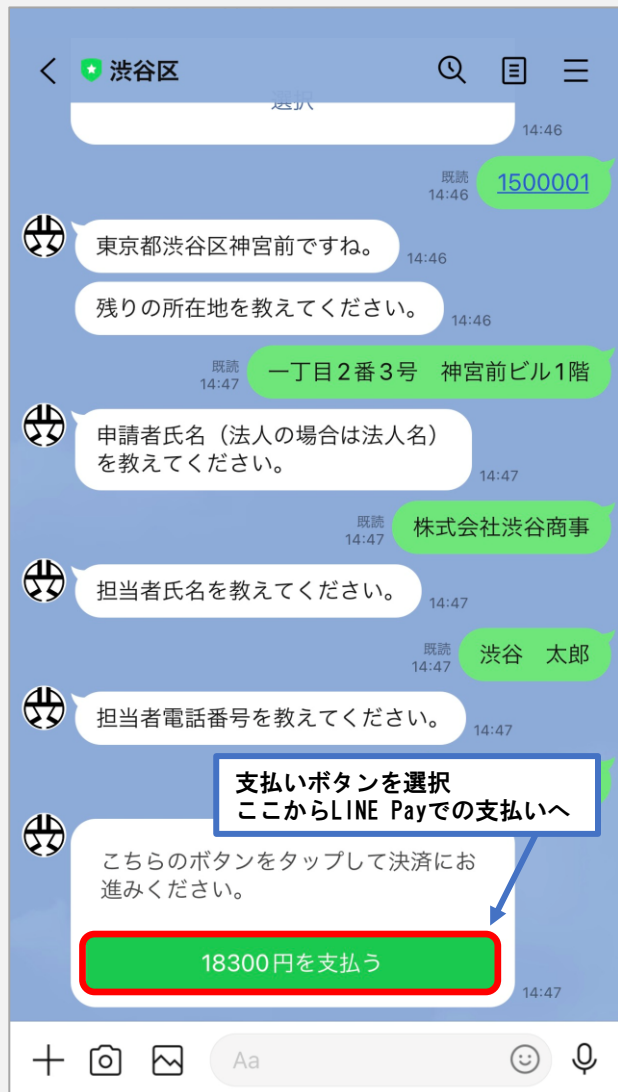 渋谷区
選択
14:46
既読
14:46
1500001
東京都渋谷区神宮前ですね。
14:46
残りの所在地を教えてください。
14:46
既読
14:47
一丁目2番3号　神宮前ビル1階
申請者氏名（法人の場合は法人名）
を教えてください。
14:47
既読
14:47
株式会社渋谷商事
担当者氏名を教えてください。
14:47
既読
14:47
渋谷　太郎
担当者電話番号を教えてください。
14:47
支払いボタンを選択
ここからLINE Payでの支払いへ
こちらのボタンをタップして決済にお
進みください。
18300円を支払う
14:47
Aa